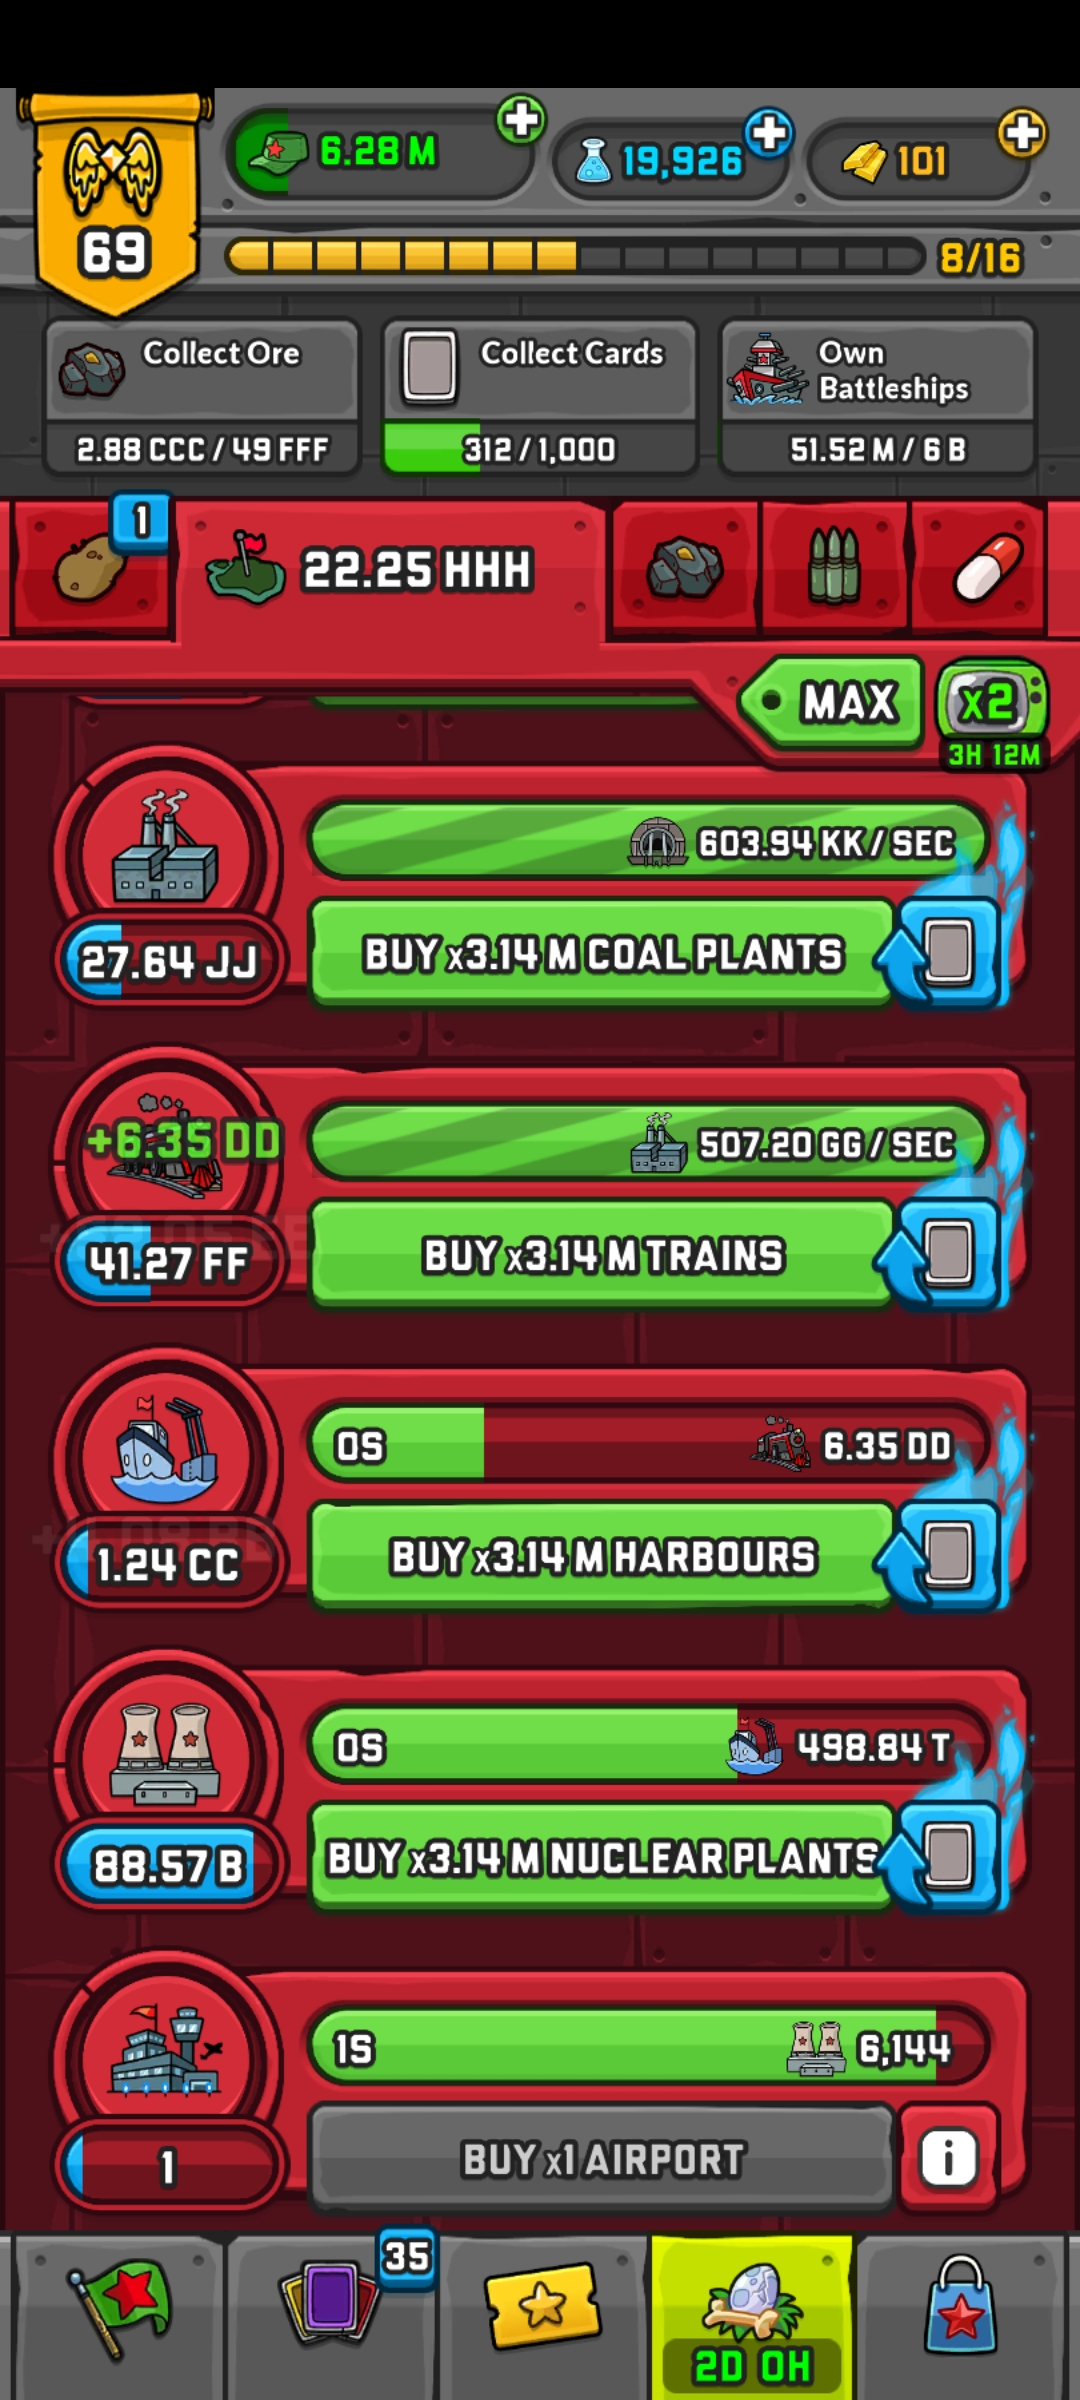 69
6.28 M
19,926
101
8/16
Collect Ore
2.88 CCC / 49 FFF
Collect Cards
312 / 1,000
Own
Battleships
51.52 M / 6 B
1
22.25 HHH
MAX
x2
3H 12M
603.94 KK / SEC
27.64 JJ
BUY x3.14 M COAL PLANTS
+6.35 DD
507.20 GG / SEC
41.27 FF
BUY x3.14 M TRAINS
0S
6.35 DD
1.24 CC
BUY x3.14 M HARBOURS
0S
498.84 T
88.57 B
BUY x3.14 M NUCLEAR PLANTS
1S
6,144
1
BUY x1 AIRPORT
i
35
2D 0H